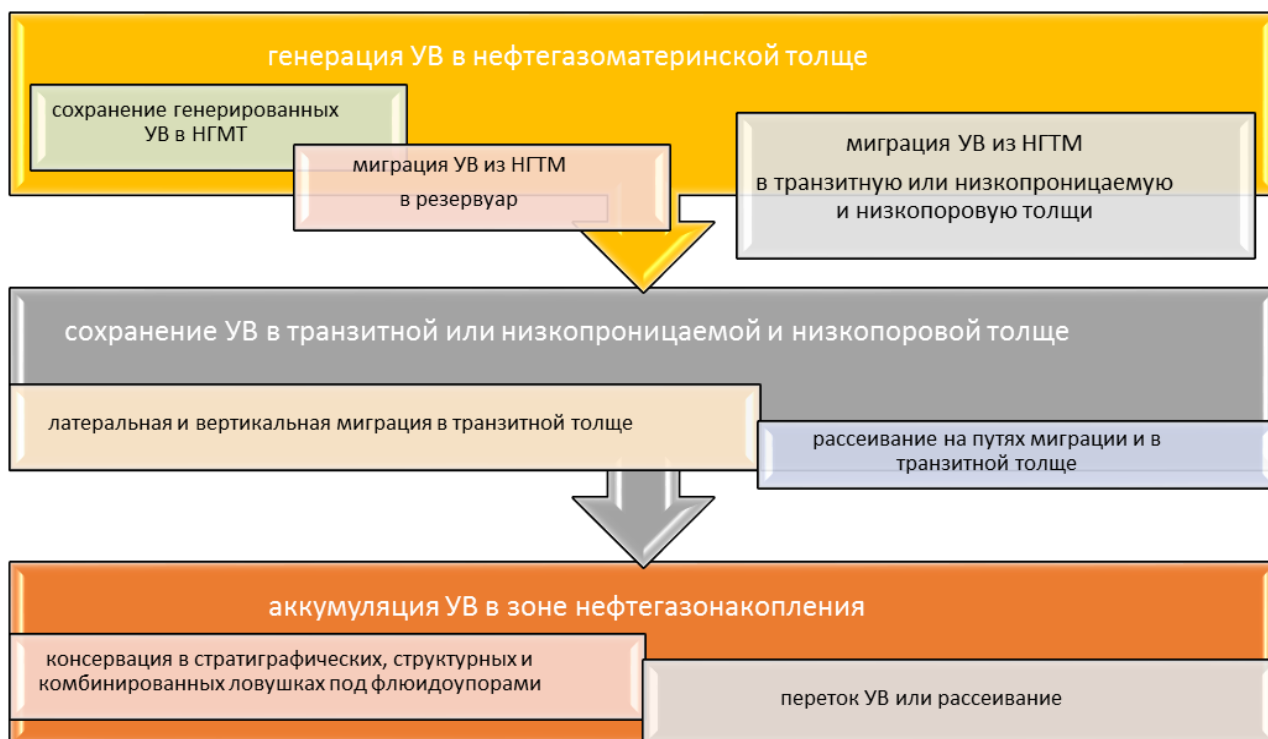 генерация УВ в нефтегазоматеринской толще
сохранение генерированных
УВ в НГМТ
миграция УВ из НГТМ
в резервуар
миграция УВ из НГТМ
в транзитную или низкопроницаемую
и низкопоровую толщи
сохранение УВ в транзитной или низкопроницаемой и низкопоровой толще
латеральная и вертикальная миграция в транзитной толще
рассеивание на путях миграции и в
транзитной толще
аккумуляция УВ в зоне нефтегазонакопления
консервация в стратиграфических, структурных и
комбинированных ловушках под флюидоупорами
переток УВ или рассеивание